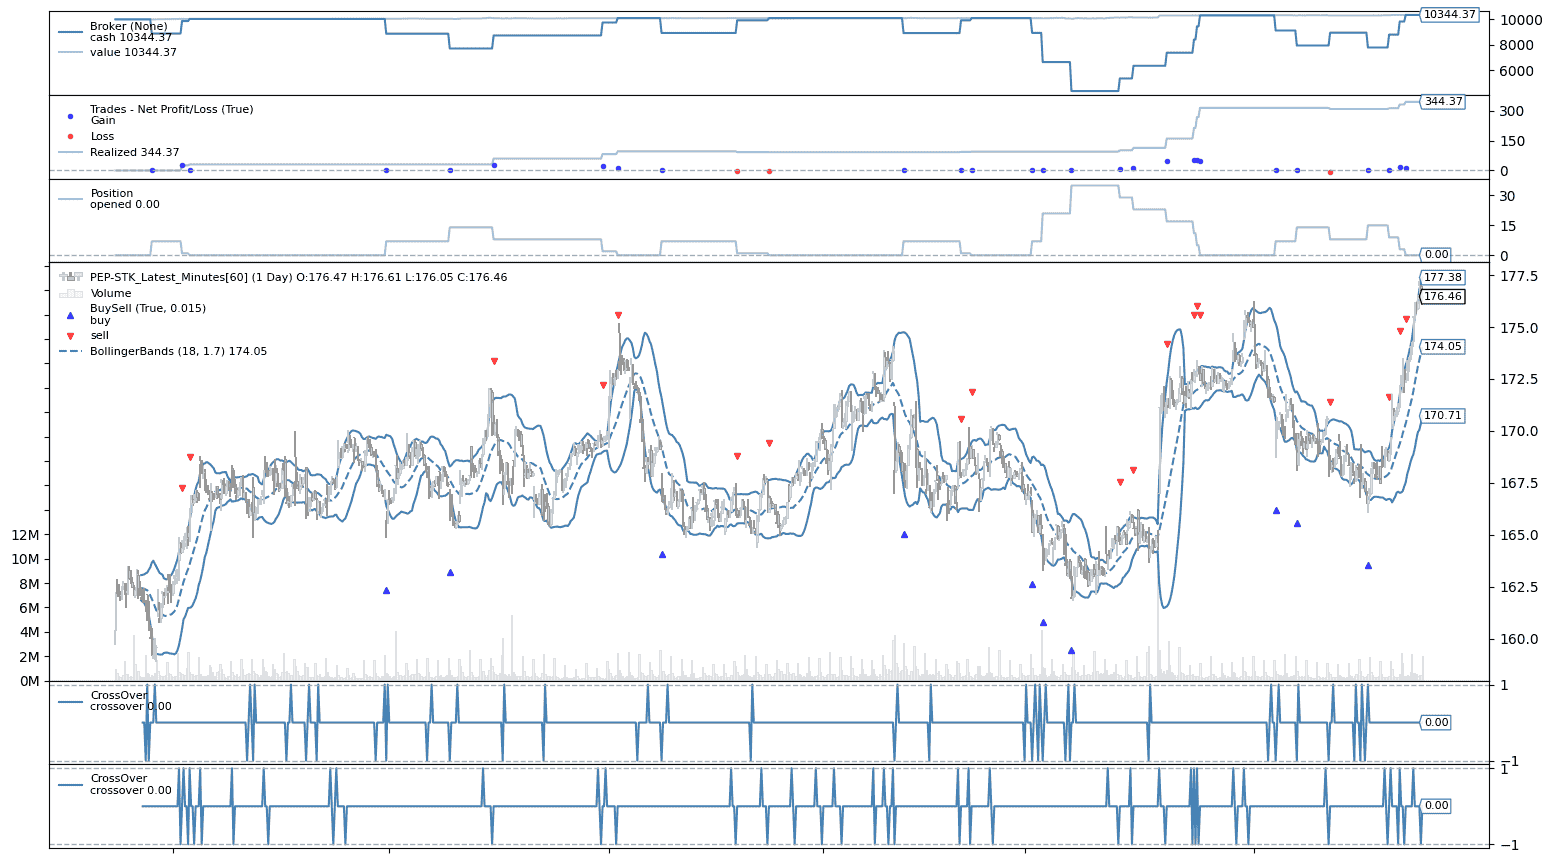 Broker (None)
cash 10344.37
value 10344.37
10344.37
10000
8000
6000
Trades - Net Profit/Loss (True)
Gain
Loss
Realized 344.37
344.37
300
150
0
Position
opened 0.00
30
15
0
0.00
PEP-STK_Latest_Minutes[60] (1 Day) O:176.47 H:176.61 L:176.05 C:176.46
Volume
BuySell (True, 0.015)
buy
sell
BollingerBands (18, 1.7) 174.05
177.38
176.46
174.05
170.71
177.5
175.0
172.5
170.0
167.5
165.0
162.5
160.0
12M
10M
8M
6M
4M
2M
0M
CrossOver
crossover 0.00
1
0.00
−1
CrossOver
crossover 0.00
1
0.00
−1